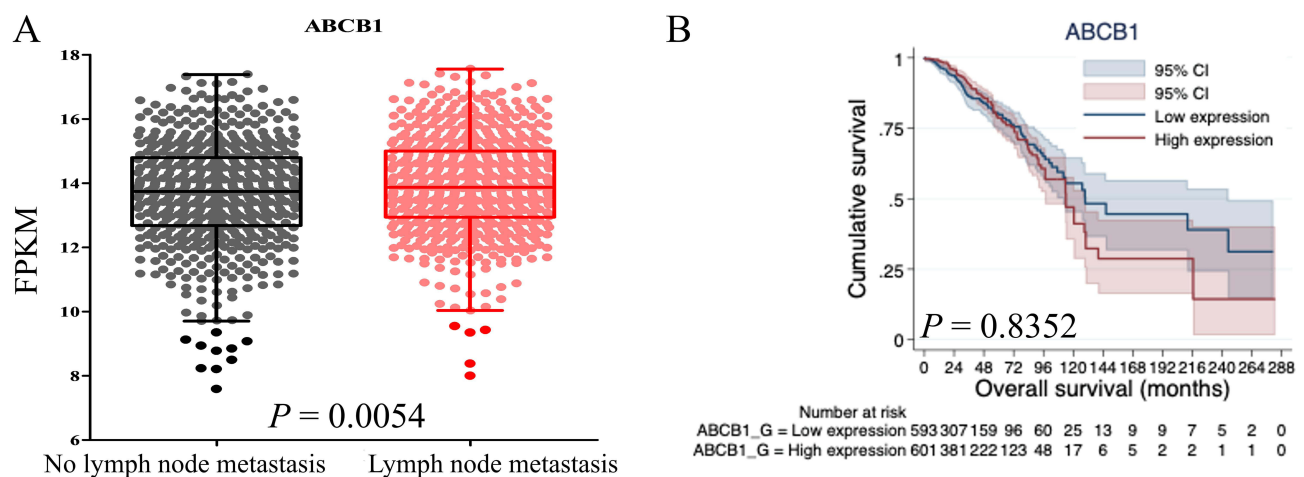 A
ABCB1
18
16
14
12
10
8
6
FPKM
P = 0.0054
No lymph node metastasis
Lymph node metastasis
B
ABCB1
1
.75
.5
.25
0
Cumulative survival
95% CI
95% CI
Low expression
High expression
P = 0.8352
0 24 48 72 96 120 144 168 192 216 240 264 288
Overall survival (months)
Number at risk
ABCB1_G = Low expression 593 307 159 96 60 25 13 9 9 7 5 2 0
ABCB1_G = High expression 601 381 222 123 48 17 6 5 2 2 1 1 0